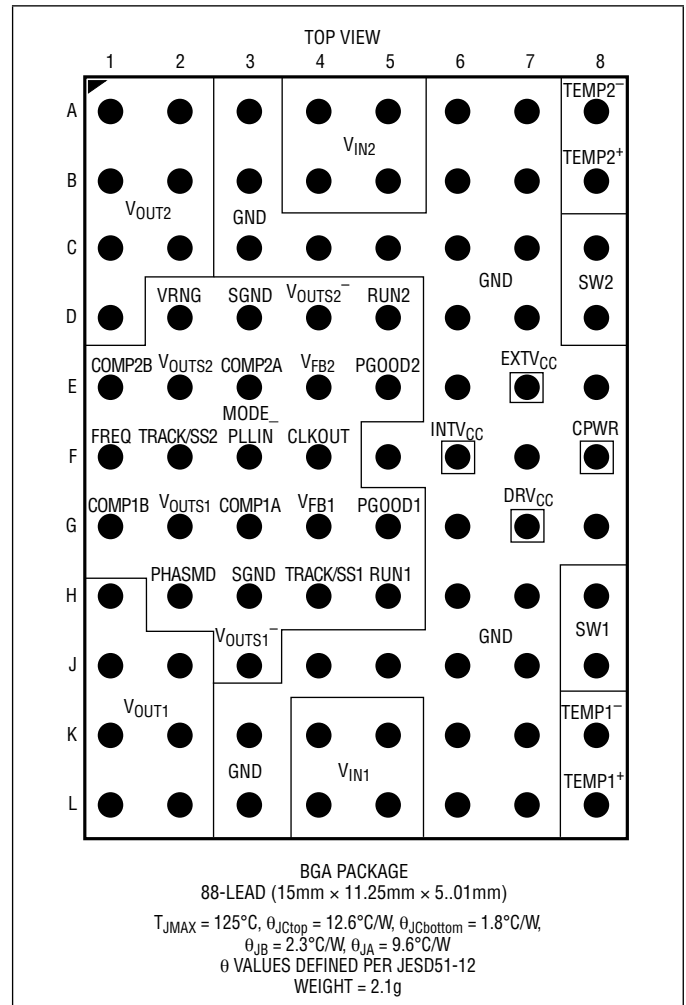 TOP VIEW
1 2 3 4 5 6 7 8
A TEMP2⁻
VIN2
B TEMP2⁺
VOUT2 GND
C
GND SW2
VRNG SGND VOUTS2⁻ RUN2
D
COMP2B VOUTS2 COMP2A VFB2 PGOOD2 EXTVCC
E
MODE_
FREQ TRACK/SS2 PLLIN CLKOUT INTVCC CPWR
F
COMP1B VOUTS1 COMP1A VFB1 PGOOD1 DRVCC
G
PHASMD SGND TRACK/SS1 RUN1
H
VOUTS1⁻ GND SW1
J
VOUT1 TEMP1⁻
K
GND VIN1
TEMP1⁺
L
BGA PACKAGE
88-LEAD (15mm × 11.25mm × 5..01mm)
TJMAX = 125°C, θJCtop = 12.6°C/W, θJCbottom = 1.8°C/W,
θJB = 2.3°C/W, θJA = 9.6°C/W
θ VALUES DEFINED PER JESD51-12
WEIGHT = 2.1g